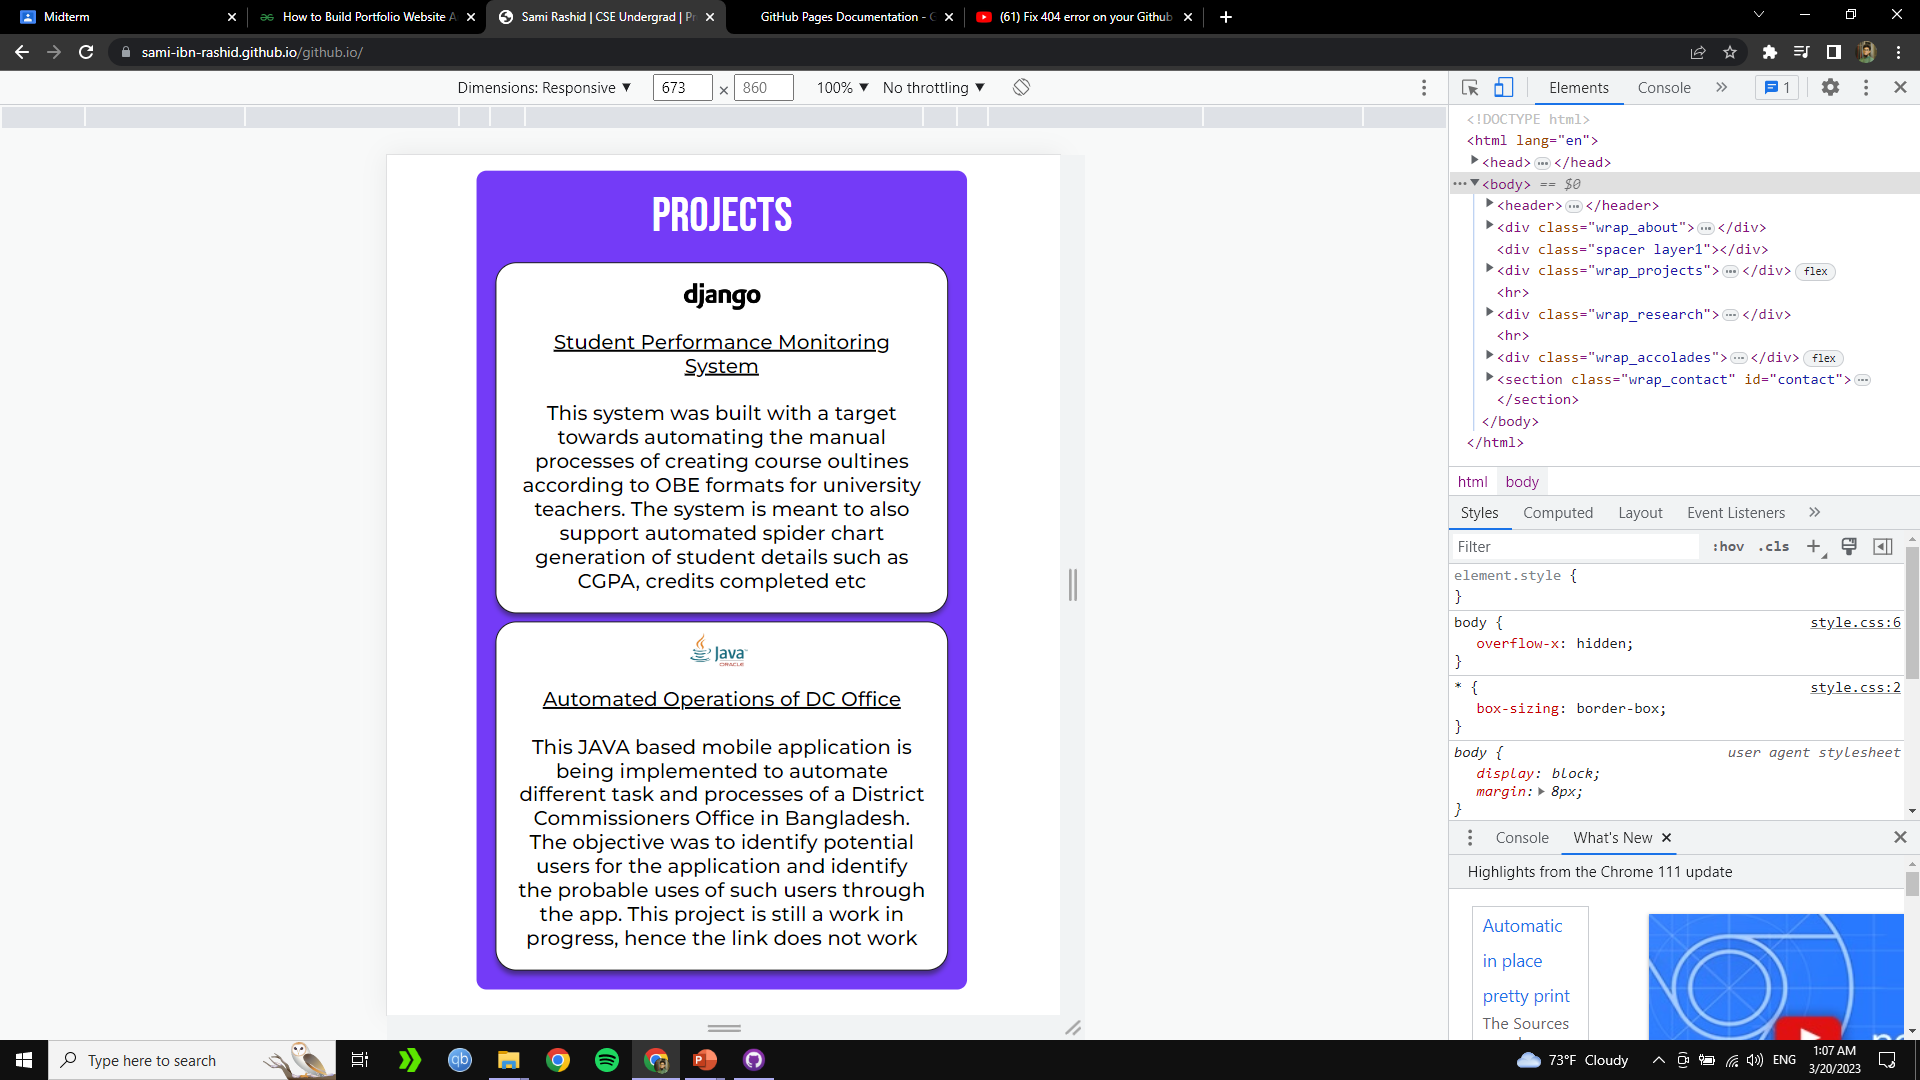 Midterm
How to Build Portfolio Website A
Sami Rashid | CSE Undergrad | Pr
GitHub Pages Documentation - G
(61) Fix 404 error on your Github
sami-ibn-rashid.github.io/github.io/
Dimensions: Responsive ▼ 673 × 860 100% ▼ No throttling ▼
PROJECTS
django
Student Performance Monitoring
System
This system was built with a target
towards automating the manual
processes of creating course oultines
according to OBE formats for university
teachers. The system is meant to also
support automated spider chart
generation of student details such as
CGPA, credits completed etc
Java
ORACLE
Automated Operations of DC Office
This JAVA based mobile application is
being implemented to automate
different task and processes of a District
Commissioners Office in Bangladesh.
The objective was to identify potential
users for the application and identify
the probable uses of such users through
the app. This project is still a work in
progress, hence the link does not work
Elements Console » 1
<!DOCTYPE html>
<html lang="en">
<head> ••• </head>
••• <body> == $0
<header> ••• </header>
<div class="wrap_about"> ••• </div>
<div class="spacer layer1"></div>
<div class="wrap_projects"> ••• </div> flex
<hr>
<div class="wrap_research"> ••• </div>
<hr>
<div class="wrap_accolades"> ••• </div> flex
<section class="wrap_contact" id="contact"> •••
</section>
</body>
</html>
html body
Styles Computed Layout Event Listeners »
Filter :hov .cls +
element.style {
}
body { style.css:6
overflow-x: hidden;
}
* { style.css:2
box-sizing: border-box;
}
body { user agent stylesheet
display: block;
margin: 8px;
}
Console What's New
Highlights from the Chrome 111 update
Automatic
in place
pretty print
The Sources
Type here to search
qb
P
73°F Cloudy
ENG
1:07 AM
3/20/2023